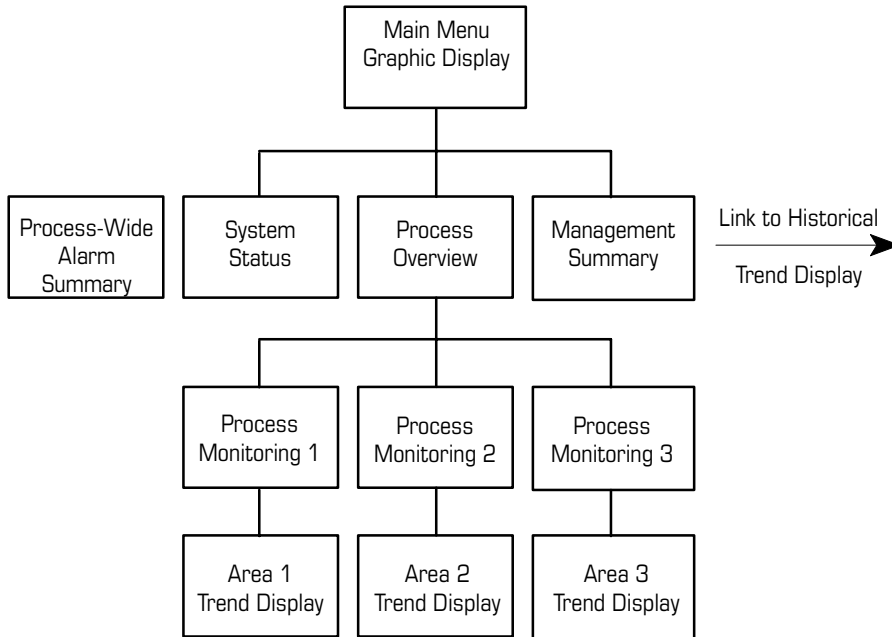 Main Menu
Graphic Display
Process-Wide
Alarm
Summary
System
Status
Process
Overview
Management
Summary
Link to Historical
Trend Display
Process
Monitoring 1
Process
Monitoring 2
Process
Monitoring 3
Area 1
Trend Display
Area 2
Trend Display
Area 3
Trend Display